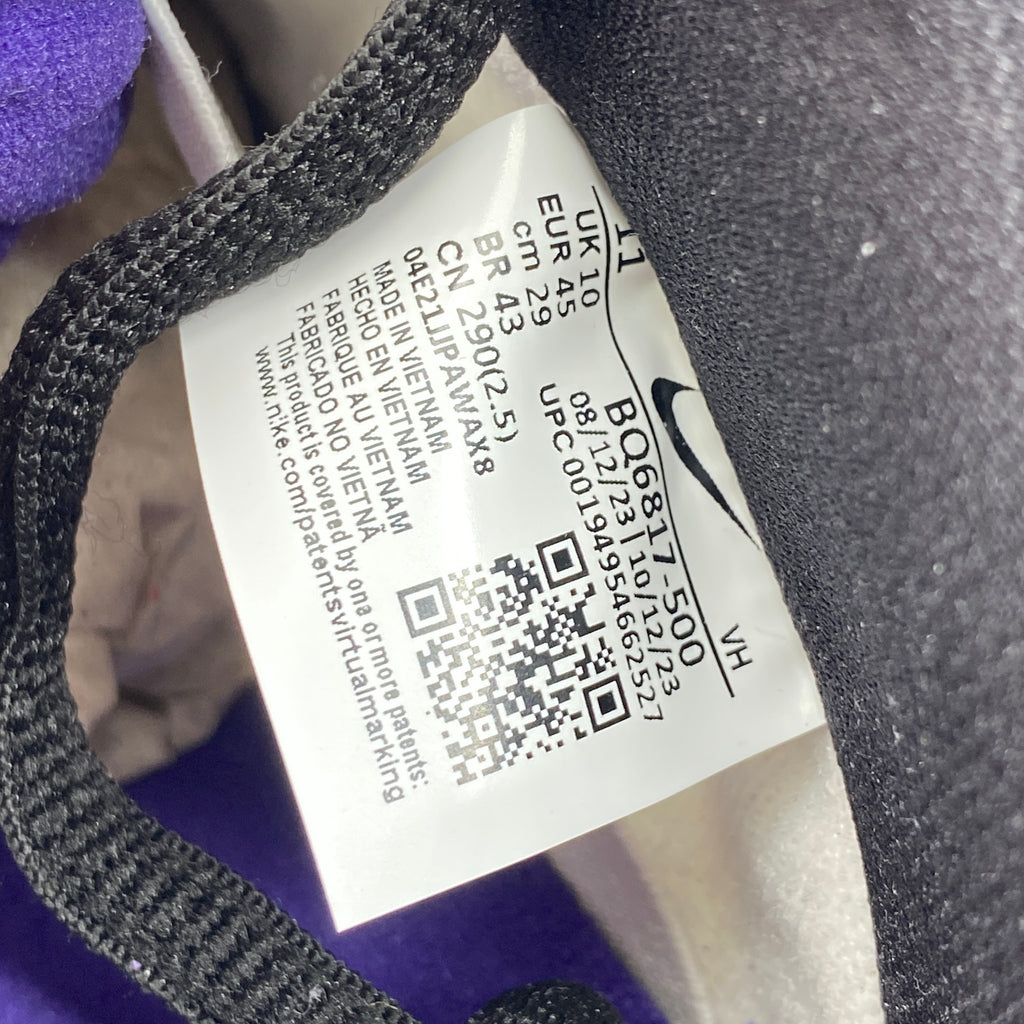 11
VH
UK 10
EUR 45
cm 29
BR 43
CN 290(2.5)
BQ6817-500
08/12/23 | 10/12/23
UPC 00194954662527
04E21JJPAWAX8
MADE IN VIETNAM
HECHO EN VIETNAM
FABRIQUE AU VIETNAM
FABRICADO NO VIETNÃ
This product is covered by one or more patents:
www.nike.com/patentsvirtualmarking